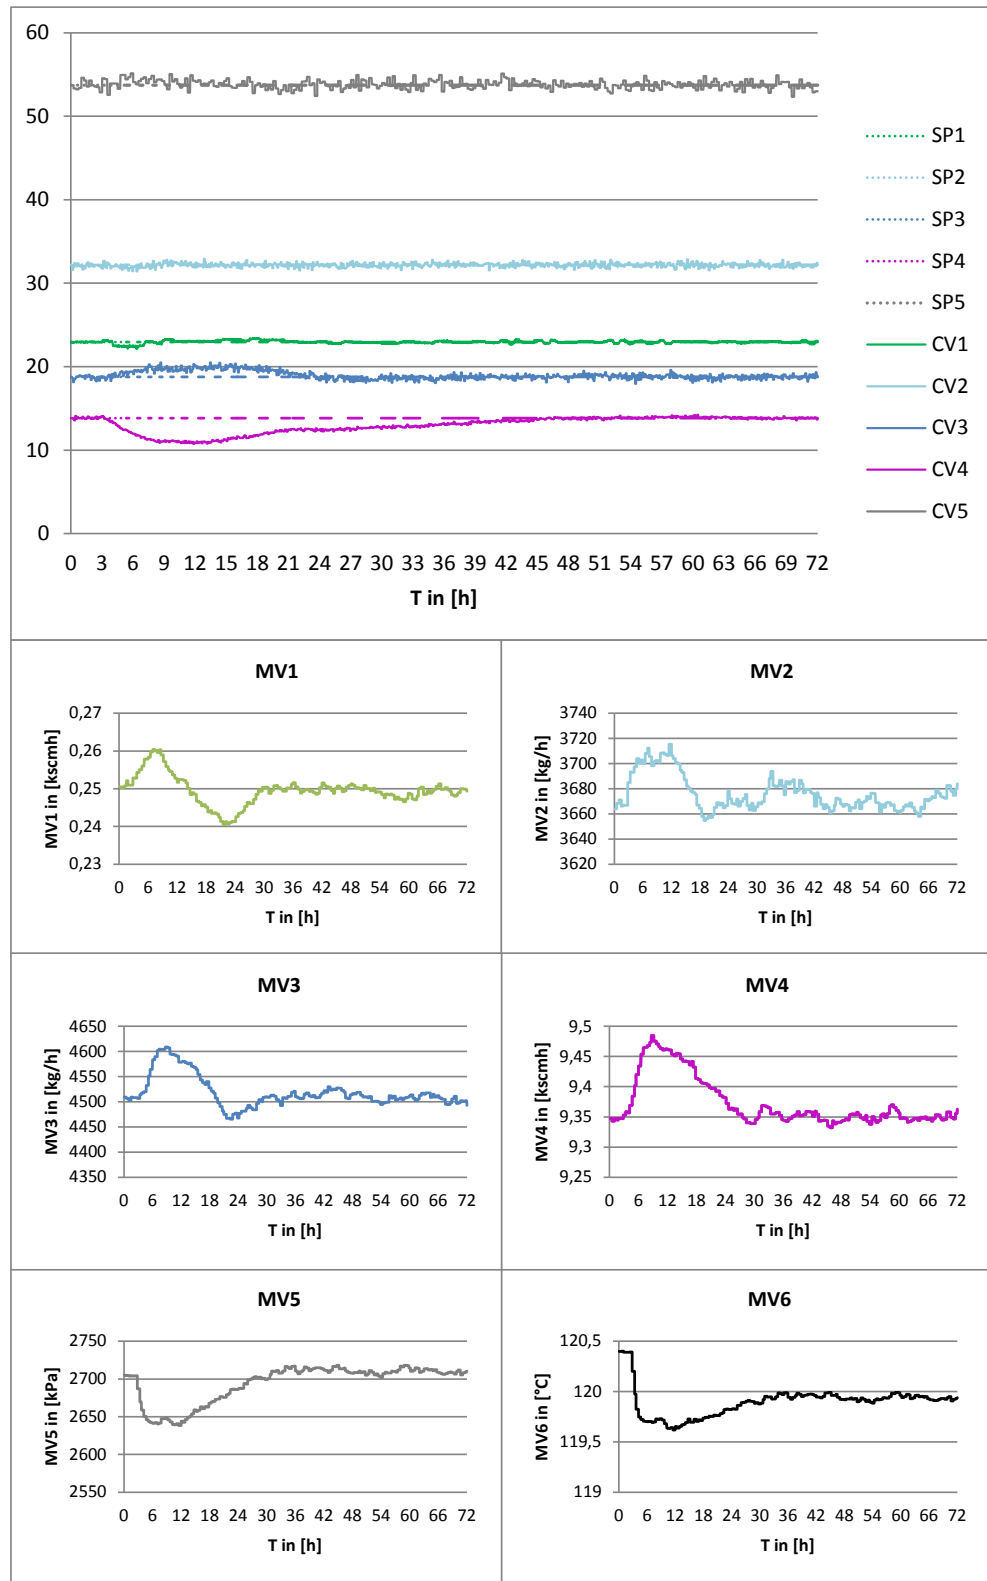 60
50
40
30
20
10
0
0 3 6 9 12 15 18 21 24 27 30 33 36 39 42 45 48 51 54 57 60 63 66 69 72
T in [h]
SP1
SP2
SP3
SP4
SP5
CV1
CV2
CV3
CV4
CV5
MV1
MV1 in [kscmh]
0,27
0,26
0,25
0,24
0,23
0 6 12 18 24 30 36 42 48 54 60 66 72
T in [h]
MV2
MV2 in [kg/h]
3740
3720
3700
3680
3660
3640
3620
0 6 12 18 24 30 36 42 48 54 60 66 72
T in [h]
MV3
MV3 in [kg/h]
4650
4600
4550
4500
4450
4400
4350
0 6 12 18 24 30 36 42 48 54 60 66 72
T in [h]
MV4
MV4 in [kscmh]
9,5
9,45
9,4
9,35
9,3
9,25
0 6 12 18 24 30 36 42 48 54 60 66 72
T in [h]
MV5
MV5 in [kPa]
2750
2700
2650
2600
2550
0 6 12 18 24 30 36 42 48 54 60 66 72
T in [h]
MV6
MV6 in [°C]
120,5
120
119,5
119
0 6 12 18 24 30 36 42 48 54 60 66 72
T in [h]